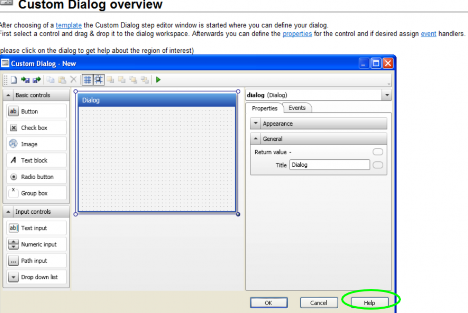 Custom Dialog overview
After choosing of a template the Custom Dialog step editor window is started where you can define your dialog.
First select a control and drag & drop it to the dialog workspace. Afterwards you can define the properties for the control and if desired assign event handlers.
please click on the dialog to get help about the region of interest)
Custom Dialog - New
Basic controls
Button
Check box
Image
Text block
Radio button
Group box
Input controls
Text input
Numeric input
Path input
Drop down list
Dialog
dialog (Dialog)
Properties Events
Appearance
General
Return value -
Title Dialog
OK Cancel Help